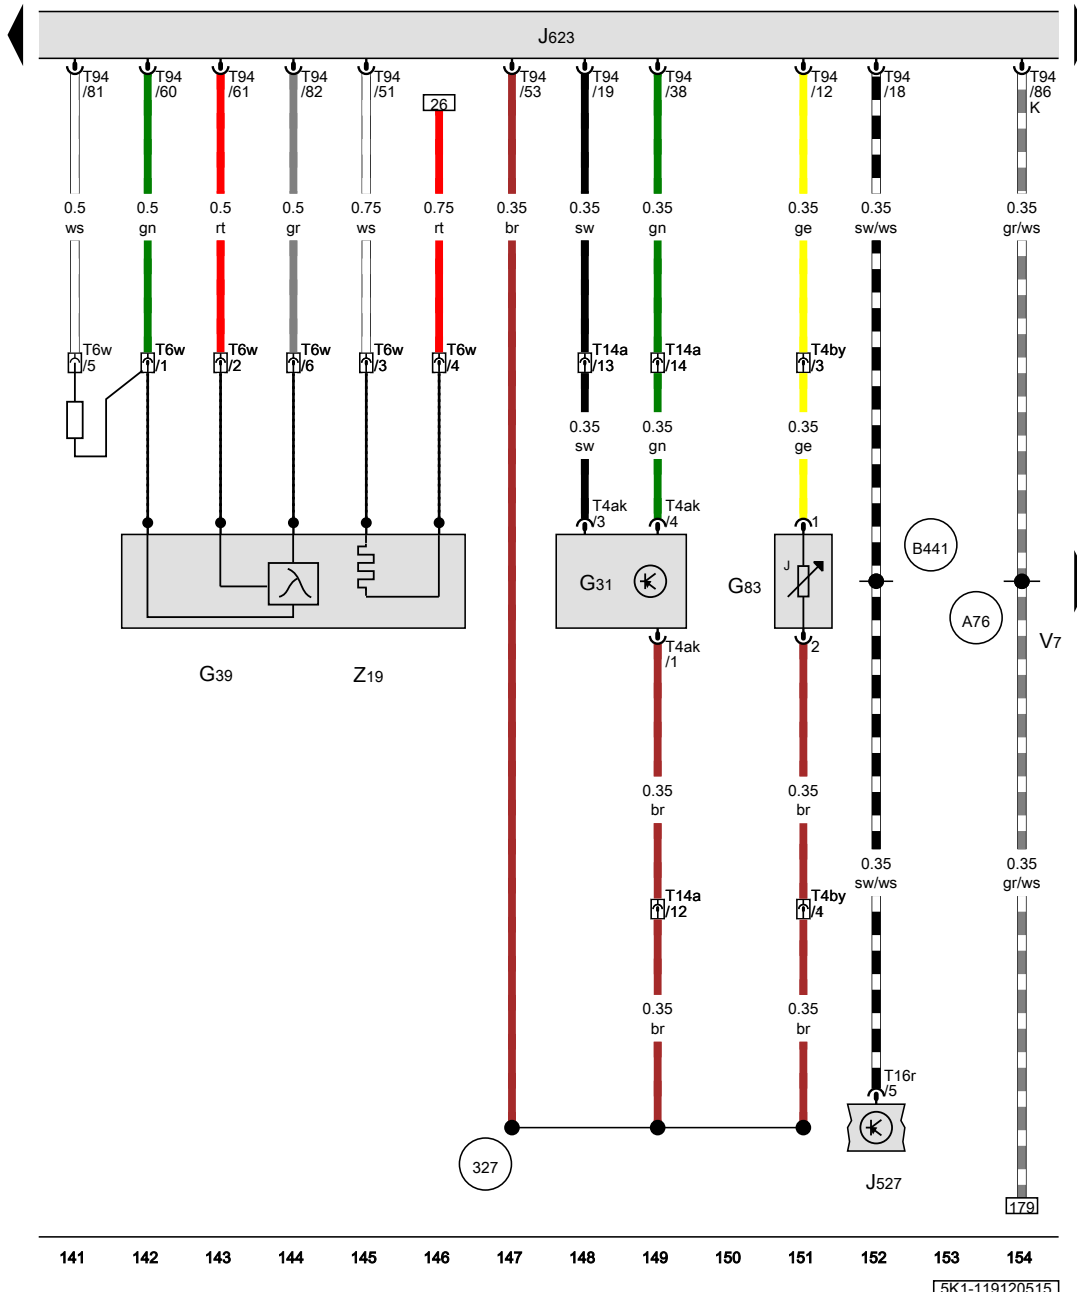 J623
T94 T94 T94 T94 T94 T94 T94 T94 T94 T94 T94
/81 /60 /61 /82 /51 /53 /19 /38 /12 /18 /86
26 K
0.5 0.5 0.5 0.5 0.75 0.75 0.35 0.35 0.35 0.35 0.35 0.35
ws gn rt gr ws rt br sw gn ge sw/ws gr/ws
T6w T6w T6w T6w T6w T6w T14a T14a T4by
/5 /1 /2 /6 /3 /4 /13 /14 /3
0.35 0.35 0.35
sw gn ge
T4ak T4ak
/3 /4 1
B441
J
G31 G83
A76
V7
T4ak 2
/1
G39 Z19
0.35 0.35
br br
0.35 0.35
sw/ws gr/ws
T14a T4by
/12 /4
0.35 0.35
br br
T16r
/5
327
J527
179
141 142 143 144 145 146 147 148 149 150 151 152 153 154
5K1-119120515